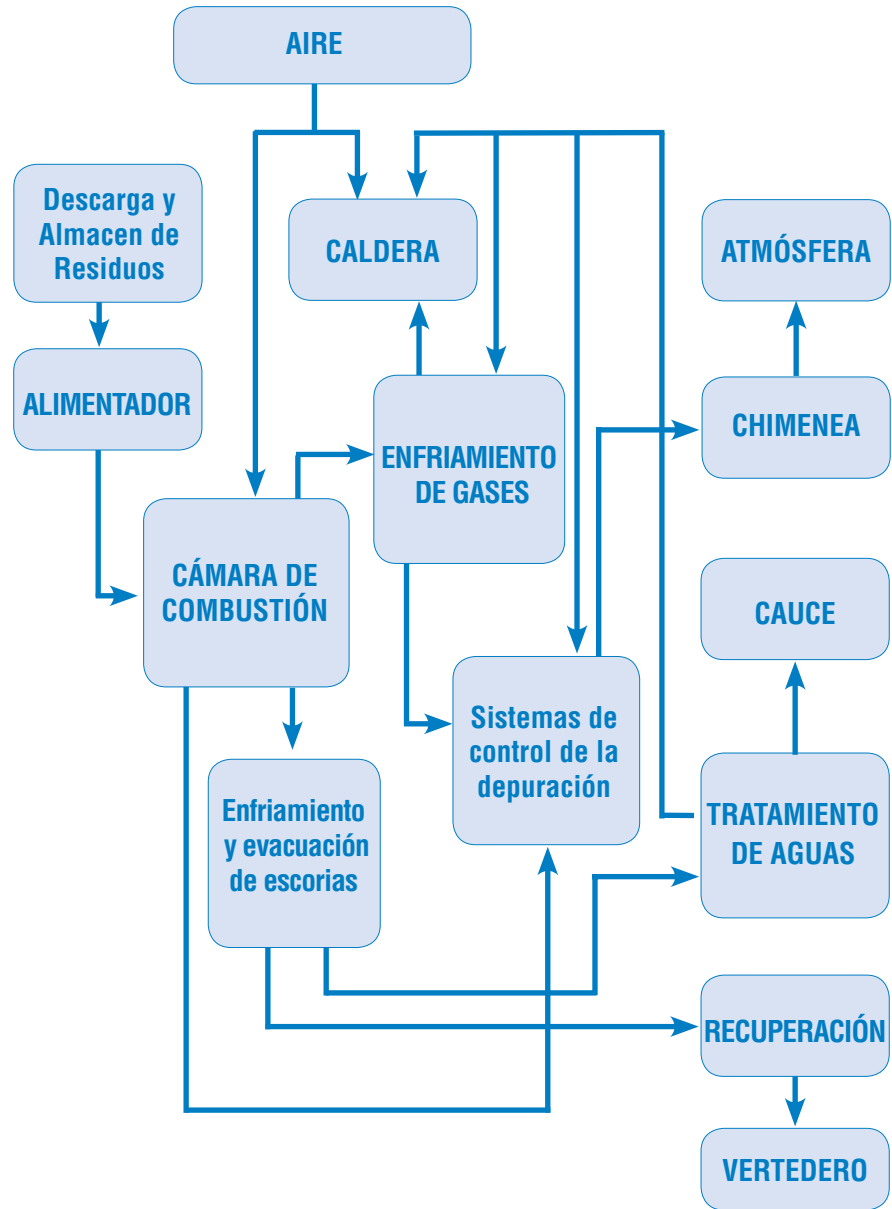 AIRE
Descarga y
Almacen de
Residuos
CALDERA
ATMÓSFERA
ALIMENTADOR
ENFRIAMIENTO
DE GASES
CHIMENEA
CÁMARA DE
COMBUSTIÓN
CAUCE
Sistemas de
control de la
depuración
Enfriamiento
y evacuación
de escorias
TRATAMIENTO
DE AGUAS
RECUPERACIÓN
VERTEDERO